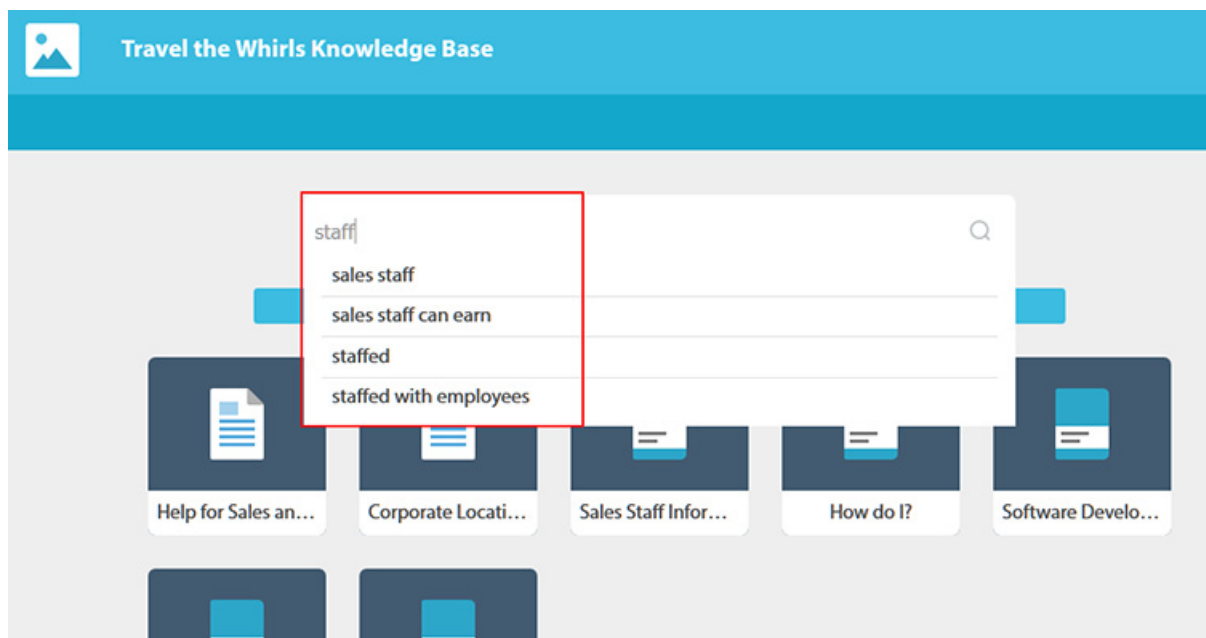 Travel the Whirls Knowledge Base
staff
sales staff
sales staff can earn
staffed
staffed with employees
Help for Sales an...
Corporate Locati...
Sales Staff Infor...
How do I?
Software Develo...